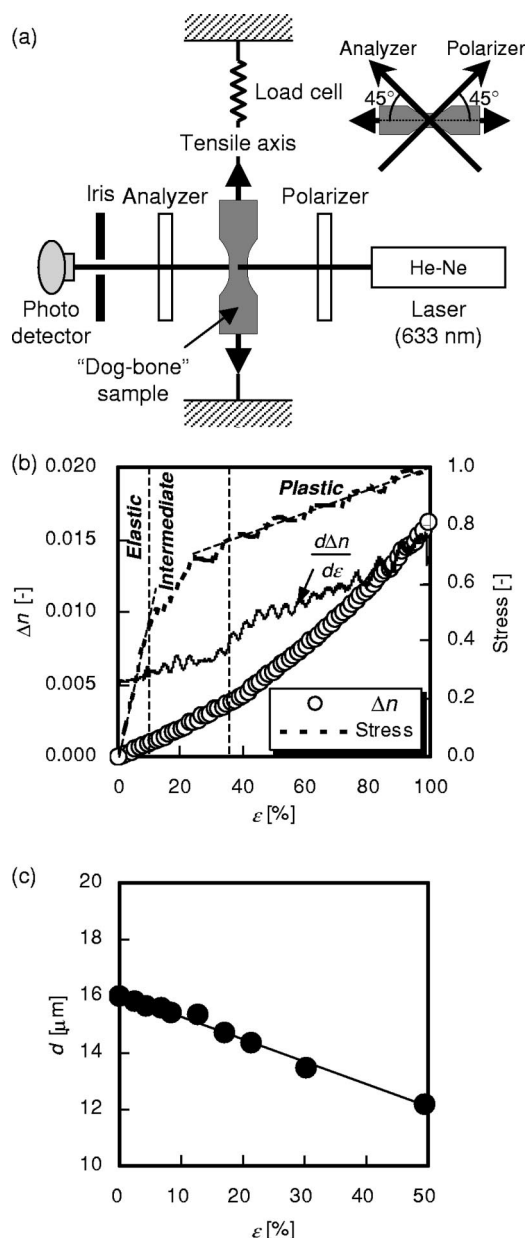 (a)
Analyzer
Polarizer
45°
45°
Load cell
Tensile axis
Iris
Analyzer
Polarizer
He-Ne
Photo
detector
Laser
(633 nm)
"Dog-bone"
sample
(b)
0.020
0.015
0.010
0.005
0.000
Δn [-]
Elastic
Intermediate
Plastic
dΔn
dε
Δn
Stress
1.0
0.8
0.6
0.4
0.2
0.0
Stress [-]
0 20 40 60 80 100
ε [%]
(c)
20
18
16
14
12
10
d [μm]
0 10 20 30 40 50
ε [%]